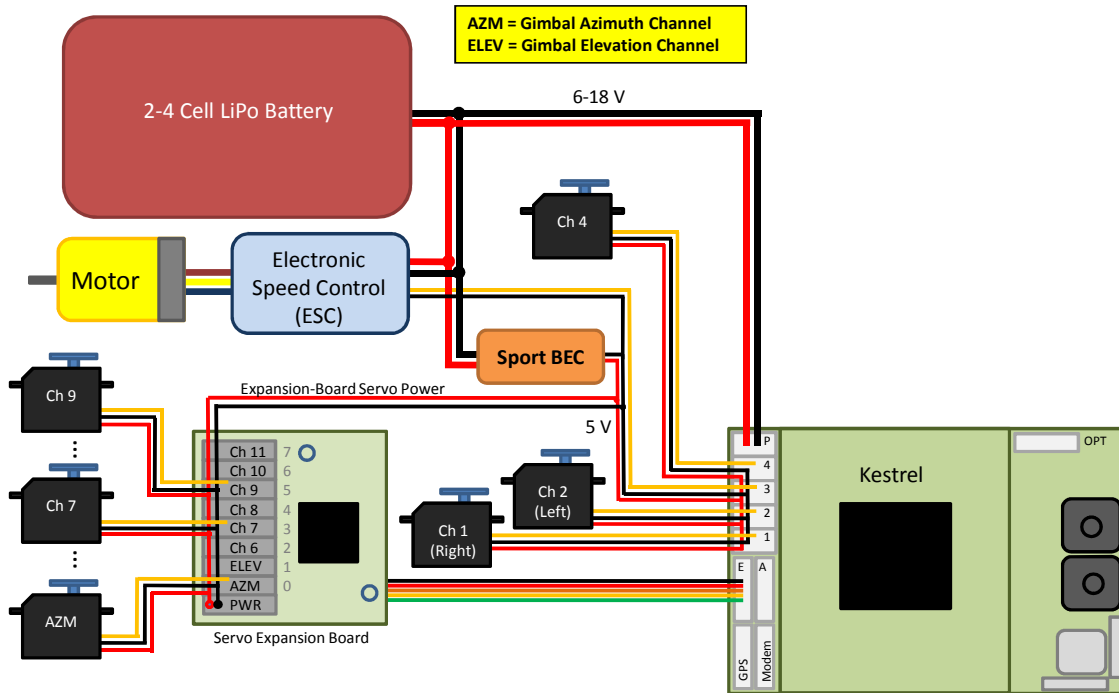 AZM = Gimbal Azimuth Channel
ELEV = Gimbal Elevation Channel
2-4 Cell LiPo Battery
6-18 V
Ch 4
Motor
Electronic
Speed Control
(ESC)
Sport BEC
Expansion-Board Servo Power
5 V
Ch 9
...
Ch 7
...
AZM
Ch 11 7
Ch 10 6
Ch 9 5
Ch 8 4
Ch 7 3
Ch 6 2
ELEV 1
AZM 0
PWR
Servo Expansion Board
Ch 2
(Left)
Ch 1
(Right)
P
4
3
2
1
E A
GPS
Modem
Kestrel
OPT